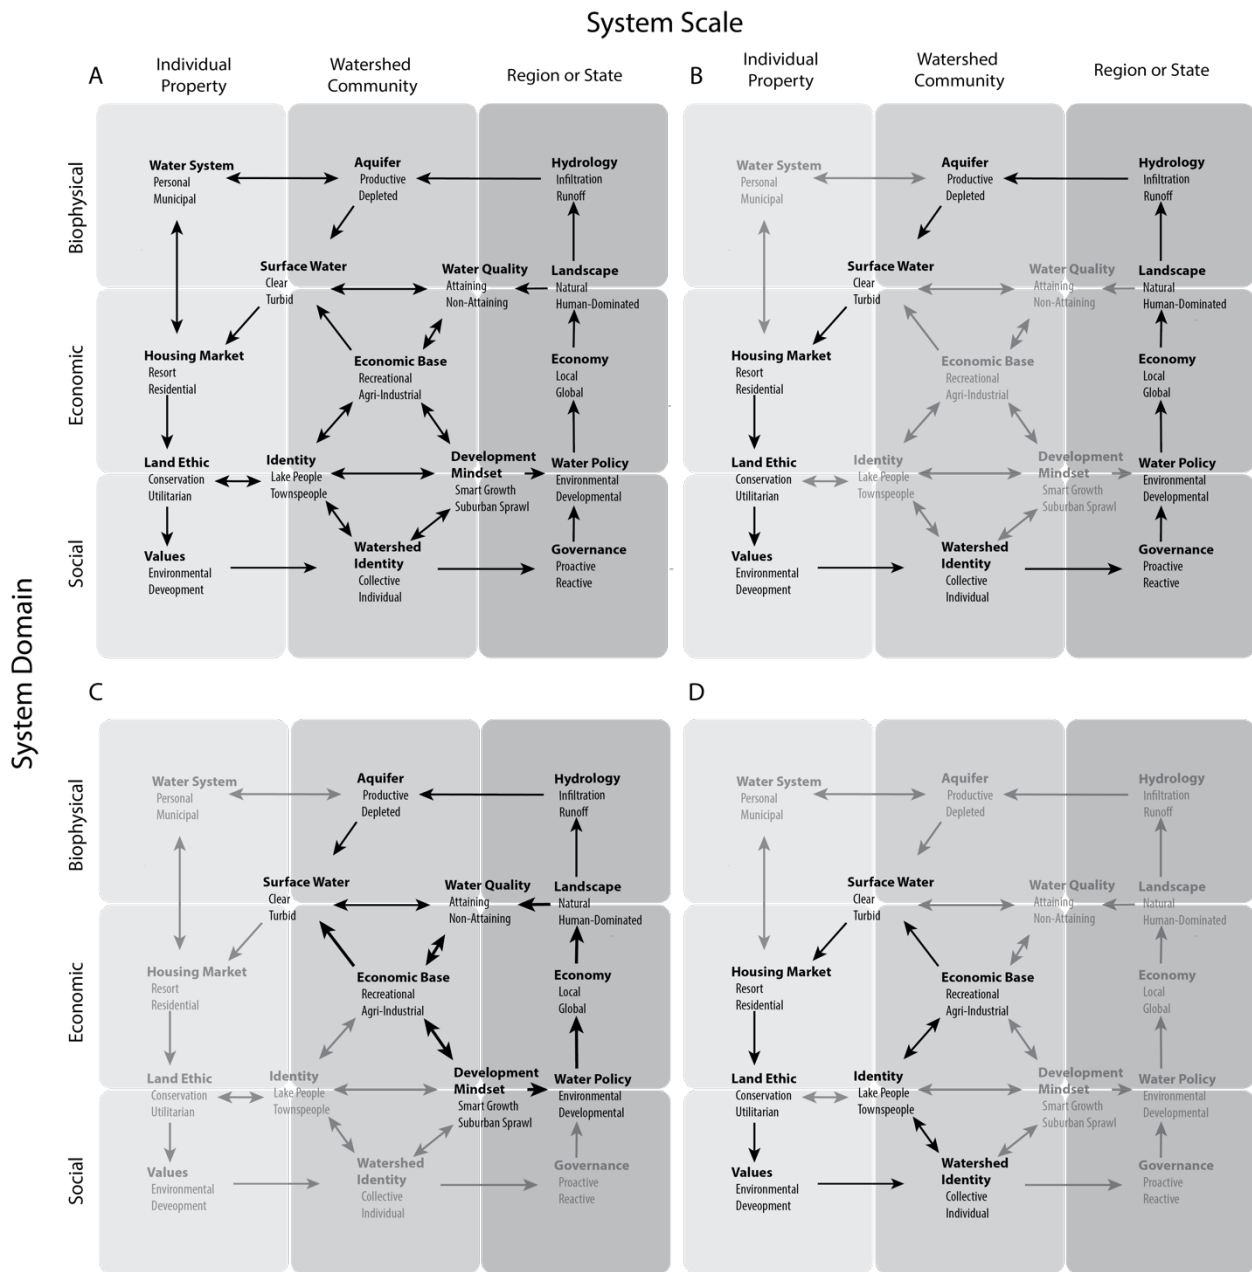 System Scale
A
Individual
Property
Watershed
Community
Region or State
B
Individual
Property
Watershed
Community
Region or State
System Domain
Biophysical
Economic
Social
Water System
Personal
Municipal
Aquifer
Productive
Depleted
Hydrology
Infiltration
Runoff
Surface Water
Clear
Turbid
Water Quality
Attaining
Non-Attaining
Landscape
Natural
Human-Dominated
Housing Market
Resort
Residential
Economic Base
Recreational
Agri-Industrial
Economy
Local
Global
Land Ethic
Conservation
Utilitarian
Identity
Lake People
Townspeople
Development
Mindset
Smart Growth
Suburban Sprawl
Water Policy
Environmental
Developmental
Values
Environmental
Deveopment
Watershed
Identity
Collective
Individual
Governance
Proactive
Reactive
Water System
Personal
Municipal
Aquifer
Productive
Depleted
Hydrology
Infiltration
Runoff
Surface Water
Clear
Turbid
Water Quality
Attaining
Non-Attaining
Landscape
Natural
Human-Dominated
Housing Market
Resort
Residential
Economic Base
Recreational
Agri-Industrial
Economy
Local
Global
Land Ethic
Conservation
Utilitarian
Identity
Lake People
Townspeople
Development
Mindset
Smart Growth
Suburban Sprawl
Water Policy
Environmental
Developmental
Values
Environmental
Deveopment
Watershed
Identity
Collective
Individual
Governance
Proactive
Reactive
C
Biophysical
Economic
Social
Water System
Personal
Municipal
Aquifer
Productive
Depleted
Hydrology
Infiltration
Runoff
Surface Water
Clear
Turbid
Water Quality
Attaining
Non-Attaining
Landscape
Natural
Human-Dominated
Housing Market
Resort
Residential
Economic Base
Recreational
Agri-Industrial
Economy
Local
Global
Land Ethic
Conservation
Utilitarian
Identity
Lake People
Townspeople
Development
Mindset
Smart Growth
Suburban Sprawl
Water Policy
Environmental
Developmental
Values
Environmental
Deveopment
Watershed
Identity
Collective
Individual
Governance
Proactive
Reactive
D
Water System
Personal
Municipal
Aquifer
Productive
Depleted
Hydrology
Infiltration
Runoff
Surface Water
Clear
Turbid
Water Quality
Attaining
Non-Attaining
Landscape
Natural
Human-Dominated
Housing Market
Resort
Residential
Economic Base
Recreational
Agri-Industrial
Economy
Local
Global
Land Ethic
Conservation
Utilitarian
Identity
Lake People
Townspeople
Development
Mindset
Smart Growth
Suburban Sprawl
Water Policy
Environmental
Developmental
Values
Environmental
Deveopment
Watershed
Identity
Collective
Individual
Governance
Proactive
Reactive